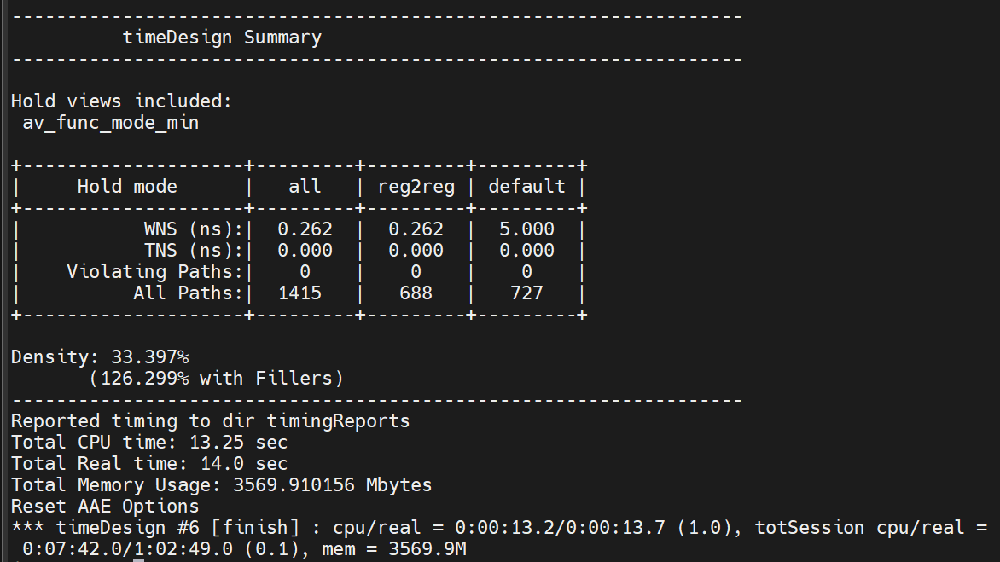 ------------------------------------------------------------------
          timeDesign Summary
------------------------------------------------------------------

Hold views included:
 av_func_mode_min

+--------------------+---------+---------+---------+
|     Hold mode      |   all   | reg2reg | default |
+--------------------+---------+---------+---------+
|           WNS (ns):|  0.262  |  0.262  |  5.000  |
|           TNS (ns):|  0.000  |  0.000  |  0.000  |
|    Violating Paths:|    0    |    0    |    0    |
|          All Paths:|  1415   |   688   |   727   |
+--------------------+---------+---------+---------+

Density: 33.397%
       (126.299% with Fillers)
------------------------------------------------------------------
Reported timing to dir timingReports
Total CPU time: 13.25 sec
Total Real time: 14.0 sec
Total Memory Usage: 3569.910156 Mbytes
Reset AAE Options
*** timeDesign #6 [finish] : cpu/real = 0:00:13.2/0:00:13.7 (1.0), totSession cpu/real =
 0:07:42.0/1:02:49.0 (0.1), mem = 3569.9M